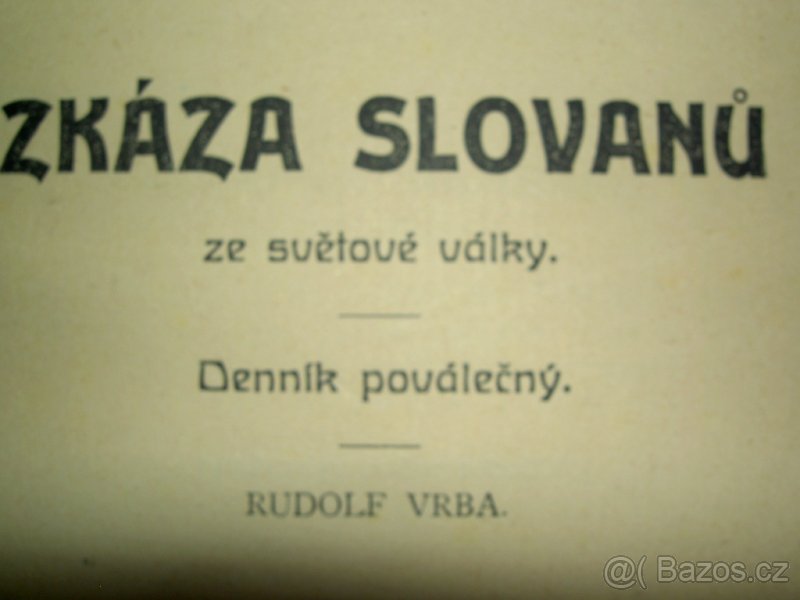 ZKÁZA SLOVANŮ
ze světové války.
Denník poválečný.
RUDOLF VRBA.
@( Bazos.cz